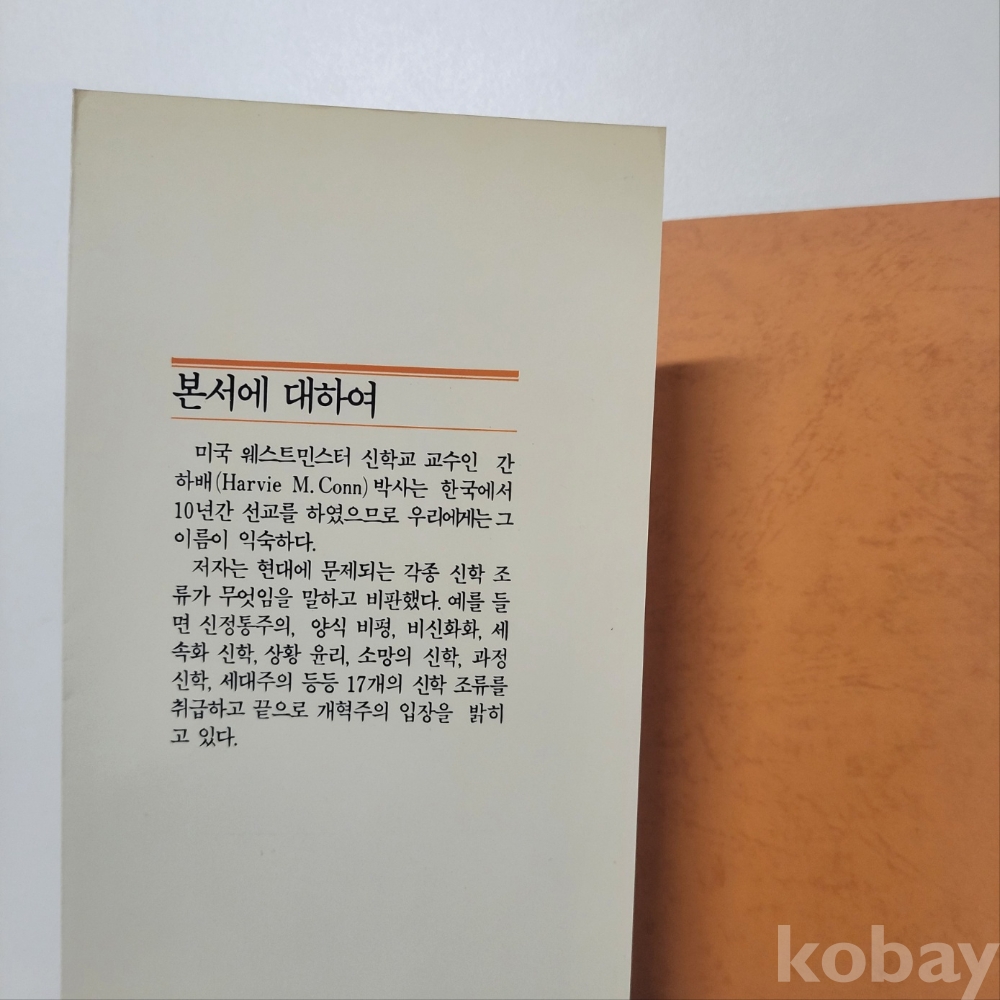 본서에 대하여
미국 웨스트민스터 신학교 교수인 간
하배(Harvie M. Conn) 박사는 한국에서
10년간 선교를 하였으므로 우리에게는 그
이름이 익숙하다.
저자는 현대에 문제되는 각종 신학 조
류가 무엇임을 말하고 비판했다. 예를 들
면 신정통주의, 양식 비평, 비신화화, 세
속화 신학, 상황 윤리, 소망의 신학, 과정
신학, 세대주의 등등 17개의 신학 조류를
취급하고 끝으로 개혁주의 입장을 밝히
고 있다.
kobay